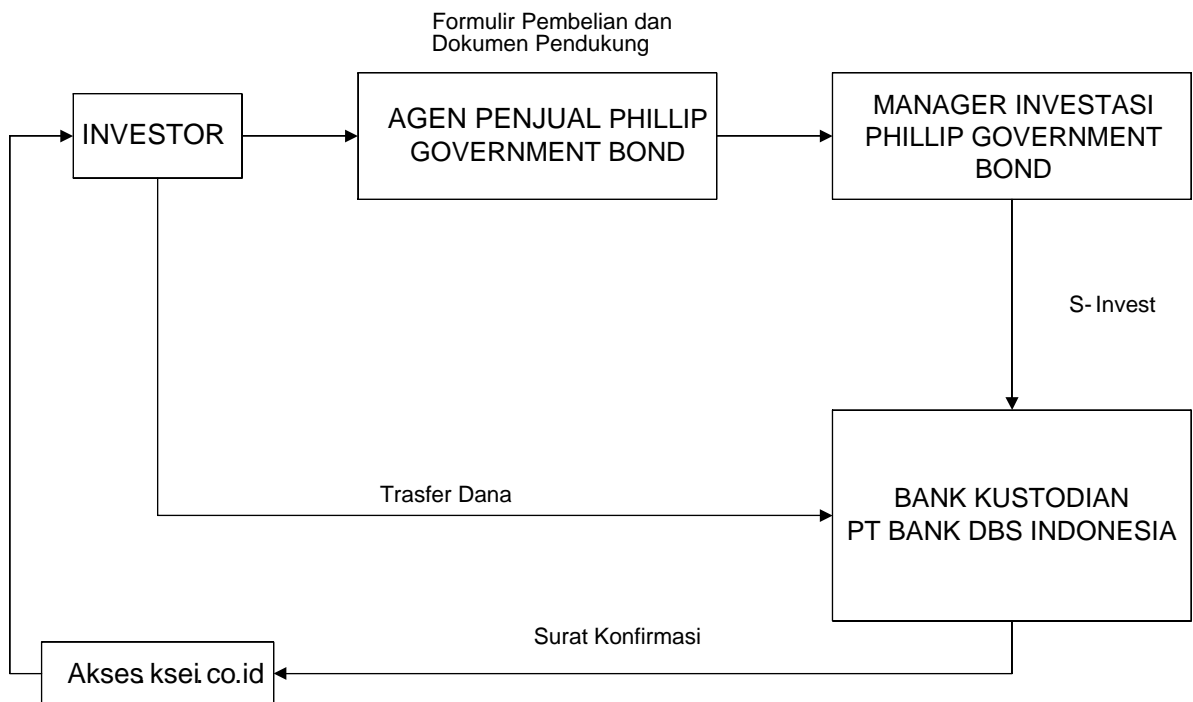 Formulir Pembelian dan
Dokumen Pendukung
INVESTOR
AGEN PENJUAL PHILLIP
GOVERNMENT BOND
MANAGER INVESTASI
PHILLIP GOVERNMENT
BOND
S-Invest
Trasfer Dana
BANK KUSTODIAN
PT BANK DBS INDONESIA
Surat Konfirmasi
Akses.ksei.co.id